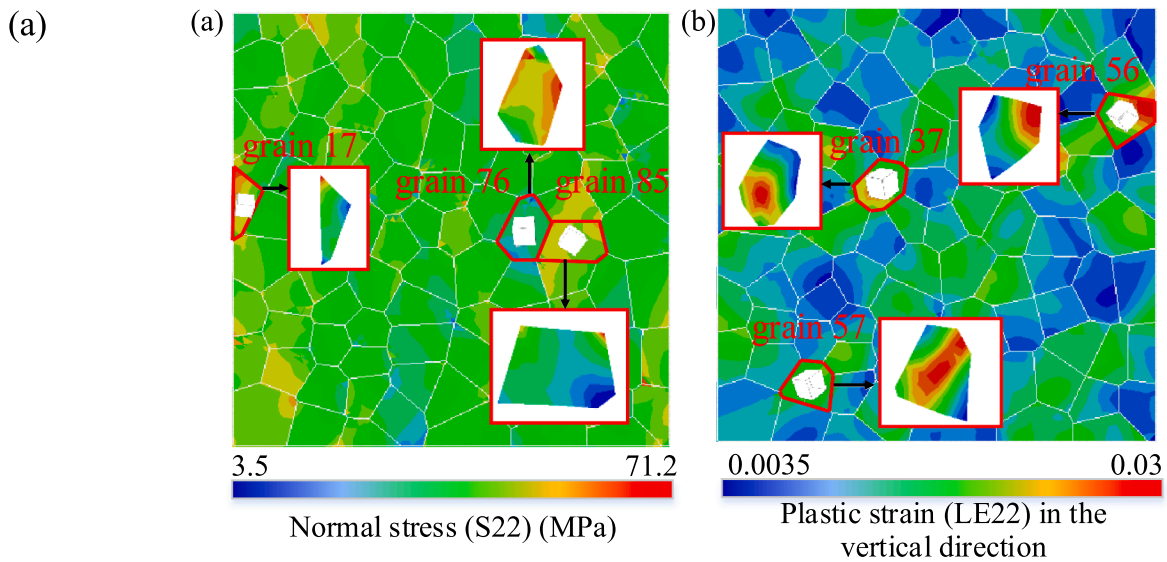 (a)
(a)
(b)
grain 17
grain 76
grain 85
grain 56
grain 37
grain 57
3.5
71.2
Normal stress (S22) (MPa)
0.0035
0.03
Plastic strain (LE22) in the
vertical direction